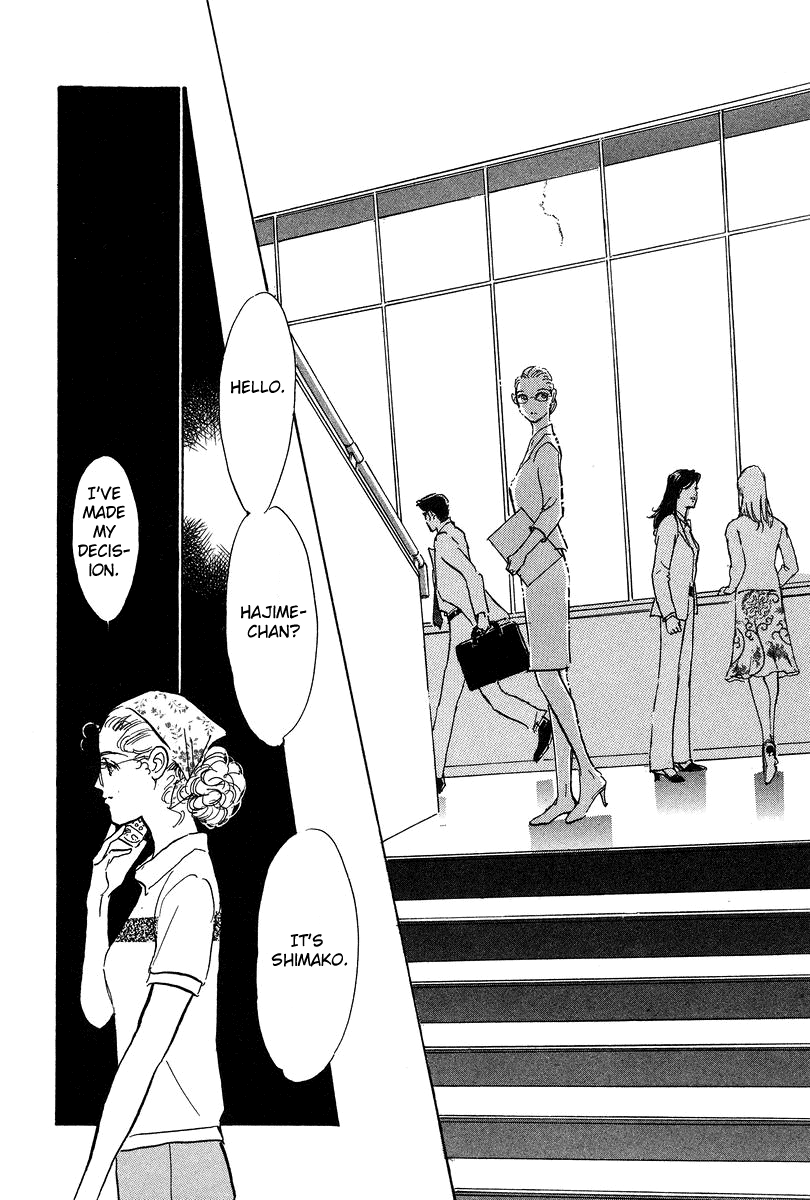 HELLO.
HAJIME-
CHAN?
IT'S
SHIMAKO.
I'VE
MADE
MY
DECIS-
ION.